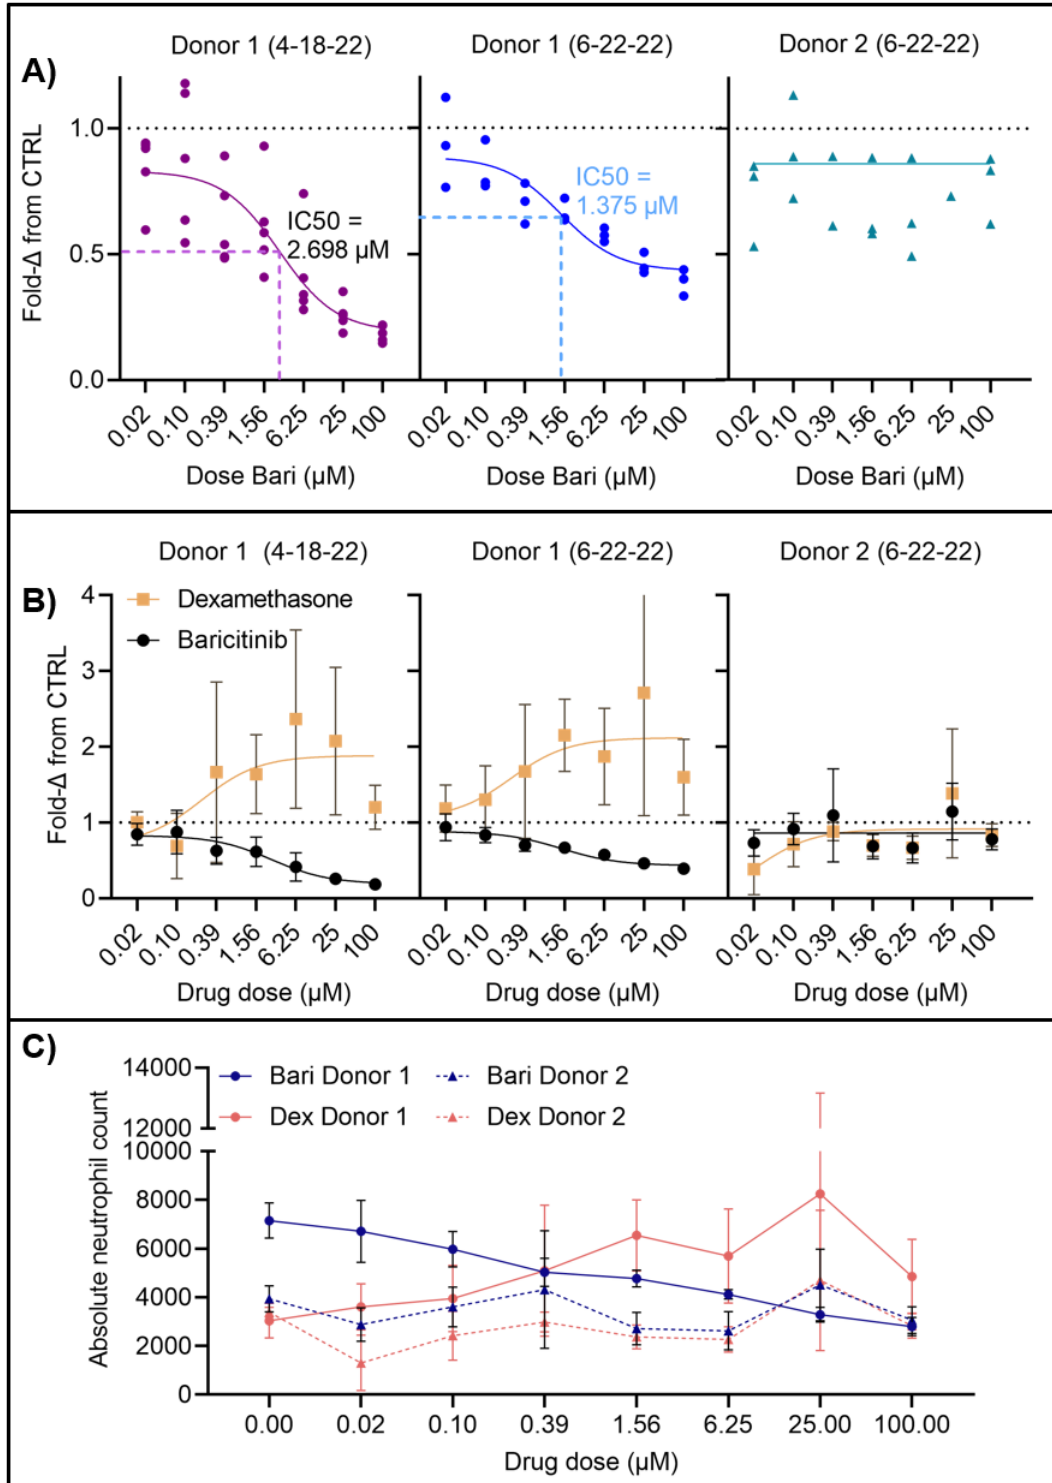 A)
Donor 1 (4-18-22)
Donor 1 (6-22-22)
Donor 2 (6-22-22)
Fold-Δ from CTRL
1.0
0.5
0.0
IC50 =
2.698 µM
IC50 =
1.375 µM
0.02 0.10 0.39 1.56 6.25 25 100
0.02 0.10 0.39 1.56 6.25 25 100
0.02 0.10 0.39 1.56 6.25 25 100
Dose Bari (µM)
Dose Bari (µM)
Dose Bari (µM)
B)
Donor 1 (4-18-22)
Donor 1 (6-22-22)
Donor 2 (6-22-22)
Fold-Δ from CTRL
4
3
2
1
0
Dexamethasone
Baricitinib
0.02 0.10 0.39 1.56 6.25 25 100
0.02 0.10 0.39 1.56 6.25 25 100
0.02 0.10 0.39 1.56 6.25 25 100
Drug dose (µM)
Drug dose (µM)
Drug dose (µM)
C)
Absolute neutrophil count
14000
12000
10000
8000
6000
4000
2000
0
Bari Donor 1
Bari Donor 2
Dex Donor 1
Dex Donor 2
0.00 0.02 0.10 0.39 1.56 6.25 25.00 100.00
Drug dose (µM)